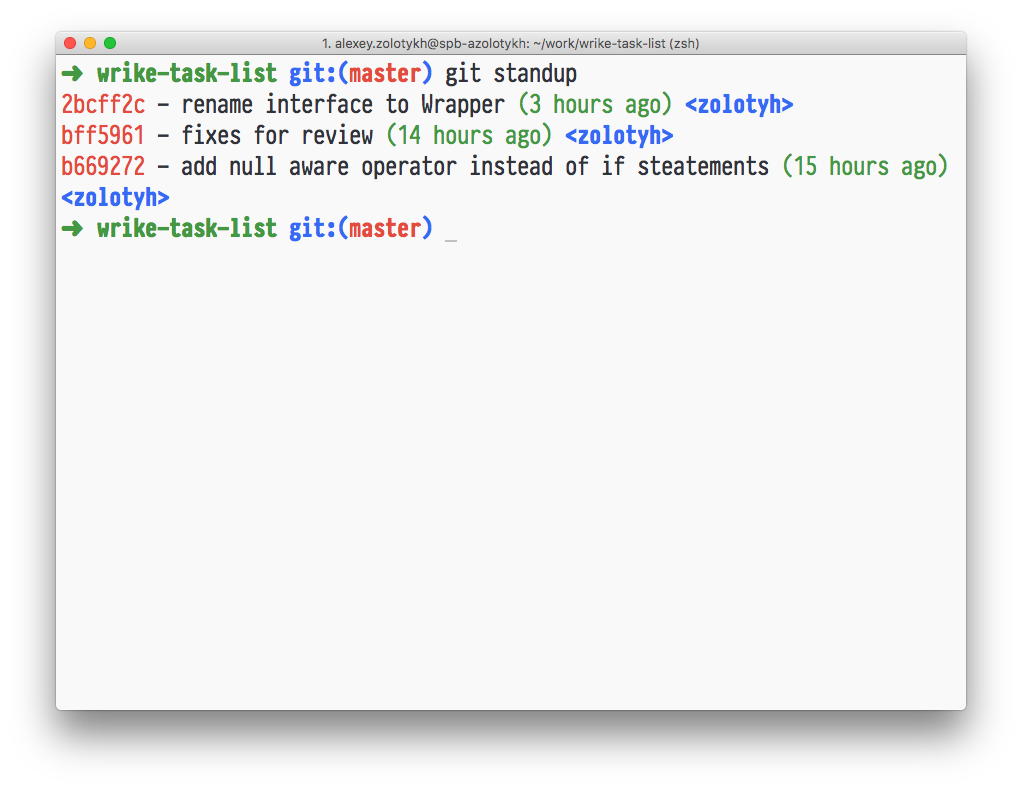 1. alexey.zolotykh@spb-azolotykh: ~/work/wrike-task-list (zsh)
➜ wrike-task-list git:(master) git standup
2bcff2c – rename interface to Wrapper (3 hours ago) <zolotyh>
bff5961 – fixes for review (14 hours ago) <zolotyh>
b669272 – add null aware operator instead of if steatements (15 hours ago)
<zolotyh>
➜ wrike-task-list git:(master) _